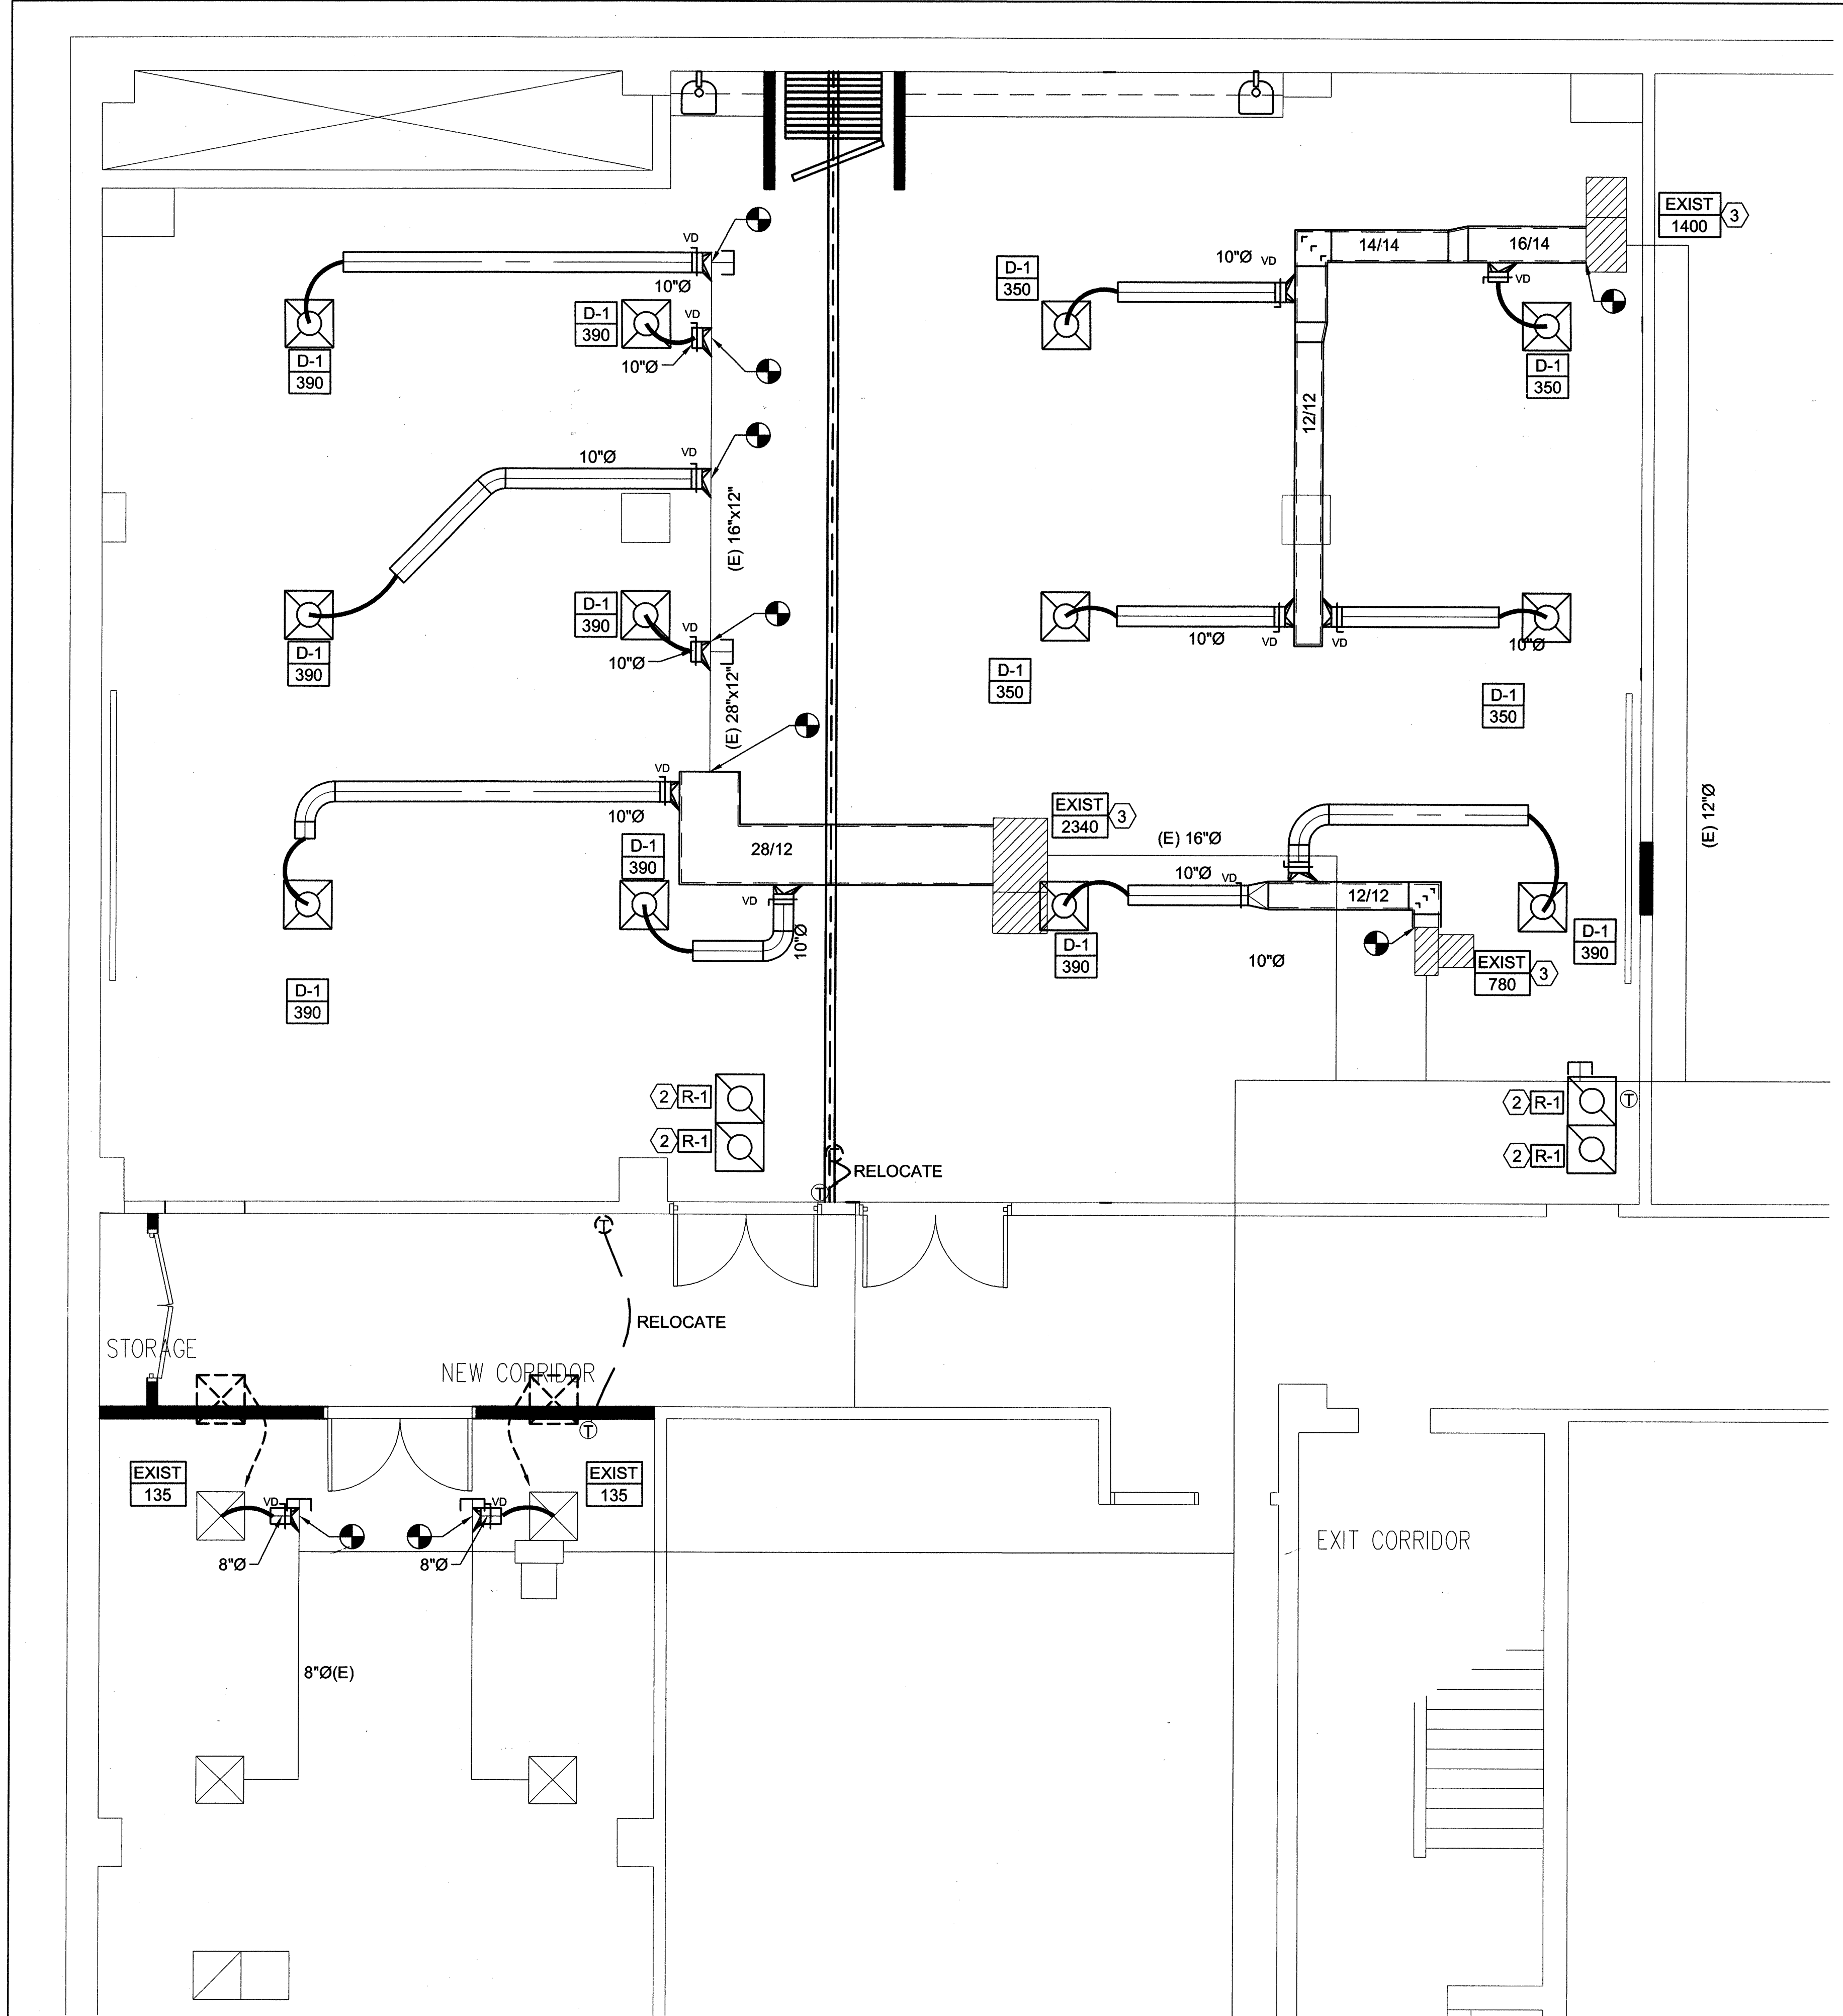 EXIST
1400
3
VD
10"Ø
D-1
390
VD
D-1
390
10"Ø
10"Ø VD
D-1
350
14/14
16/14
VD
D-1
350
12/12
10"Ø
VD
(E) 16"x12"
D-1
390
D-1
390
VD
10"Ø
(E) 28"x12"
10"Ø
VD
VD
10"Ø
D-1
350
D-1
350
VD
10"Ø
D-1
390
28/12
VD
10"Ø
D-1
390
EXIST
2340
3
(E) 16"Ø
10"Ø VD
12/12
D-1
390
10"Ø
EXIST
780
3
D-1
390
(E) 12"Ø
2 R-1
2 R-1
2 R-1
2 R-1
T
T
RELOCATE
T
RELOCATE
STORAGE
NEW CORRIDOR
T
EXIST
135
VD
8"Ø
VD
8"Ø
EXIST
135
8"Ø(E)
EXIT CORRIDOR